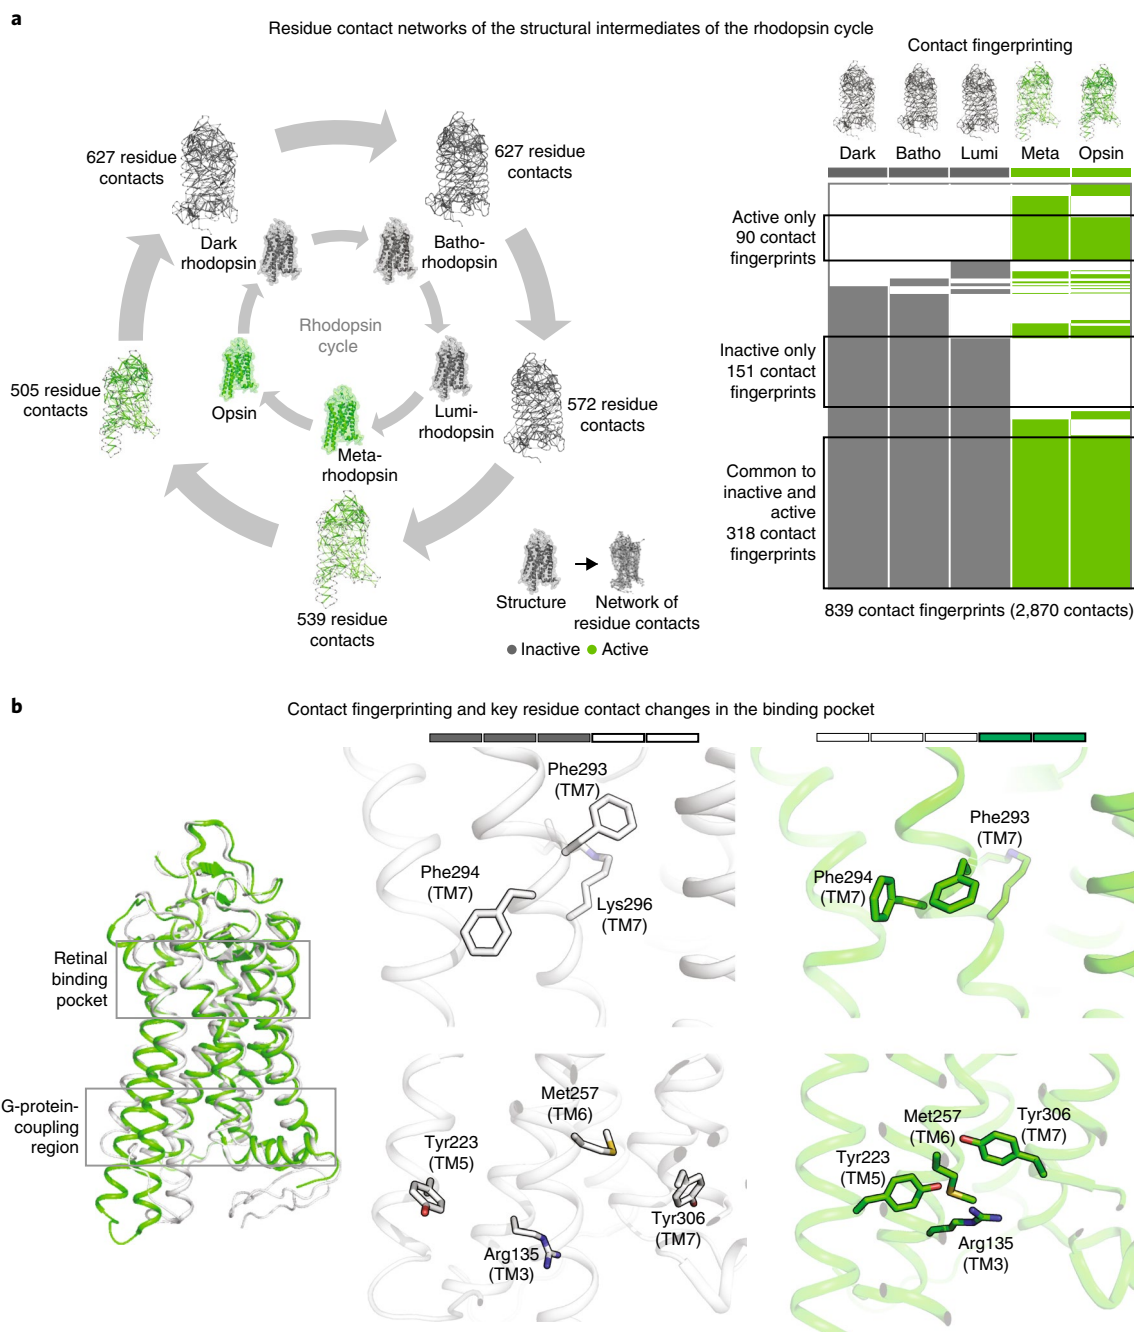 a
Residue contact networks of the structural intermediates of the rhodopsin cycle
627 residue
contacts
627 residue
contacts
Dark
rhodopsin
Batho-
rhodopsin
Rhodopsin
cycle
505 residue
contacts
Opsin
Lumi-
rhodopsin
572 residue
contacts
Meta-
rhodopsin
539 residue
contacts
Structure
Network of
residue contacts
Inactive
Active
Contact fingerprinting
Dark
Batho
Lumi
Meta
Opsin
Active only
90 contact
fingerprints
Inactive only
151 contact
fingerprints
Common to
inactive and
active
318 contact
fingerprints
839 contact fingerprints (2,870 contacts)
b
Contact fingerprinting and key residue contact changes in the binding pocket
Retinal
binding
pocket
G-protein-
coupling
region
Phe293
(TM7)
Phe294
(TM7)
Lys296
(TM7)
Phe293
(TM7)
Phe294
(TM7)
Met257
(TM6)
Tyr223
(TM5)
Tyr306
(TM7)
Arg135
(TM3)
Met257
(TM6)
Tyr306
(TM7)
Tyr223
(TM5)
Arg135
(TM3)